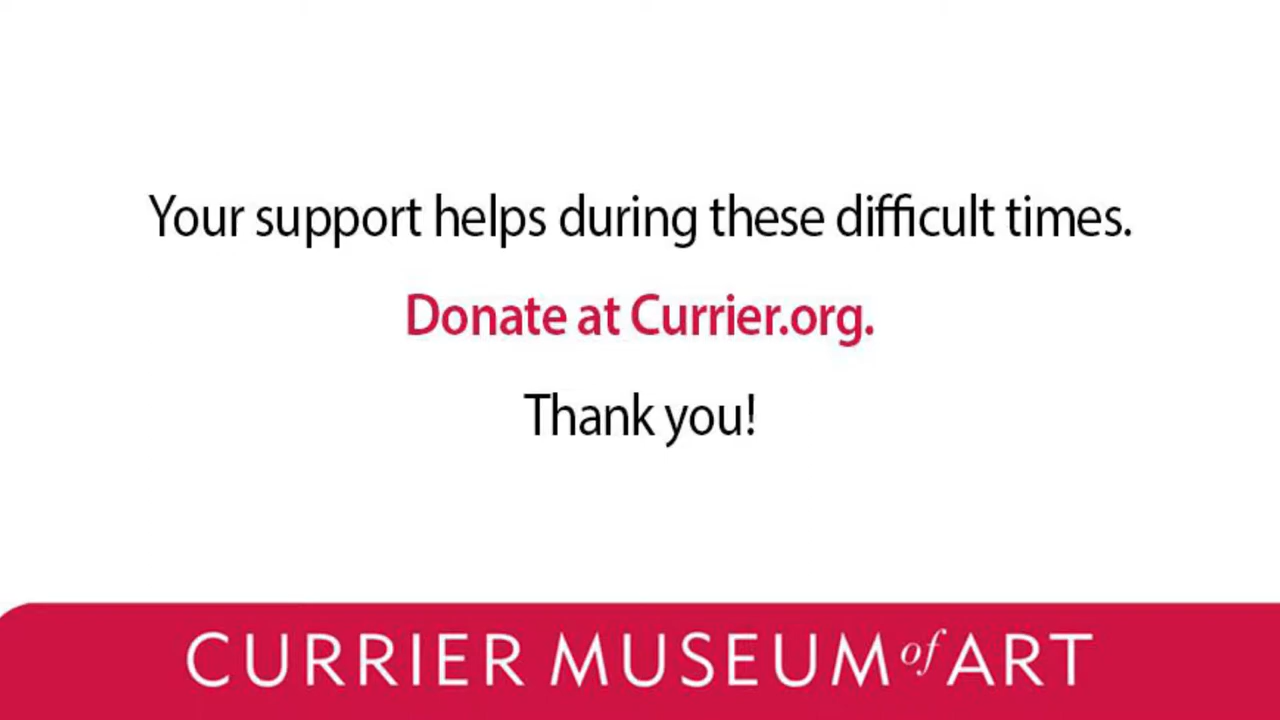 Your support helps during these difficult times.
Donate at Currier.org.
Thank you!
CURRIER MUSEUM of ART